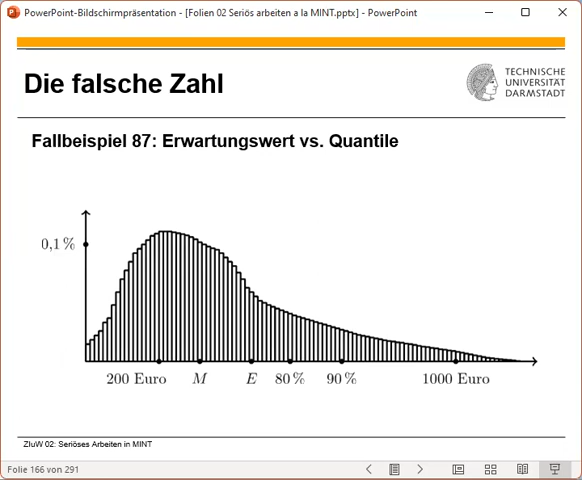 PowerPoint-Bildschirmpräsentation - [Folien 02 Seriös arbeiten a la MINT.pptx] - PowerPoint
Die falsche Zahl
TECHNISCHE
UNIVERSITÄT
DARMSTADT
Fallbeispiel 87: Erwartungswert vs. Quantile
0,1 %
200 Euro M E 80 % 90 % 1000 Euro
ZIuW 02: Seriöses Arbeiten in MINT
Folie 166 von 291